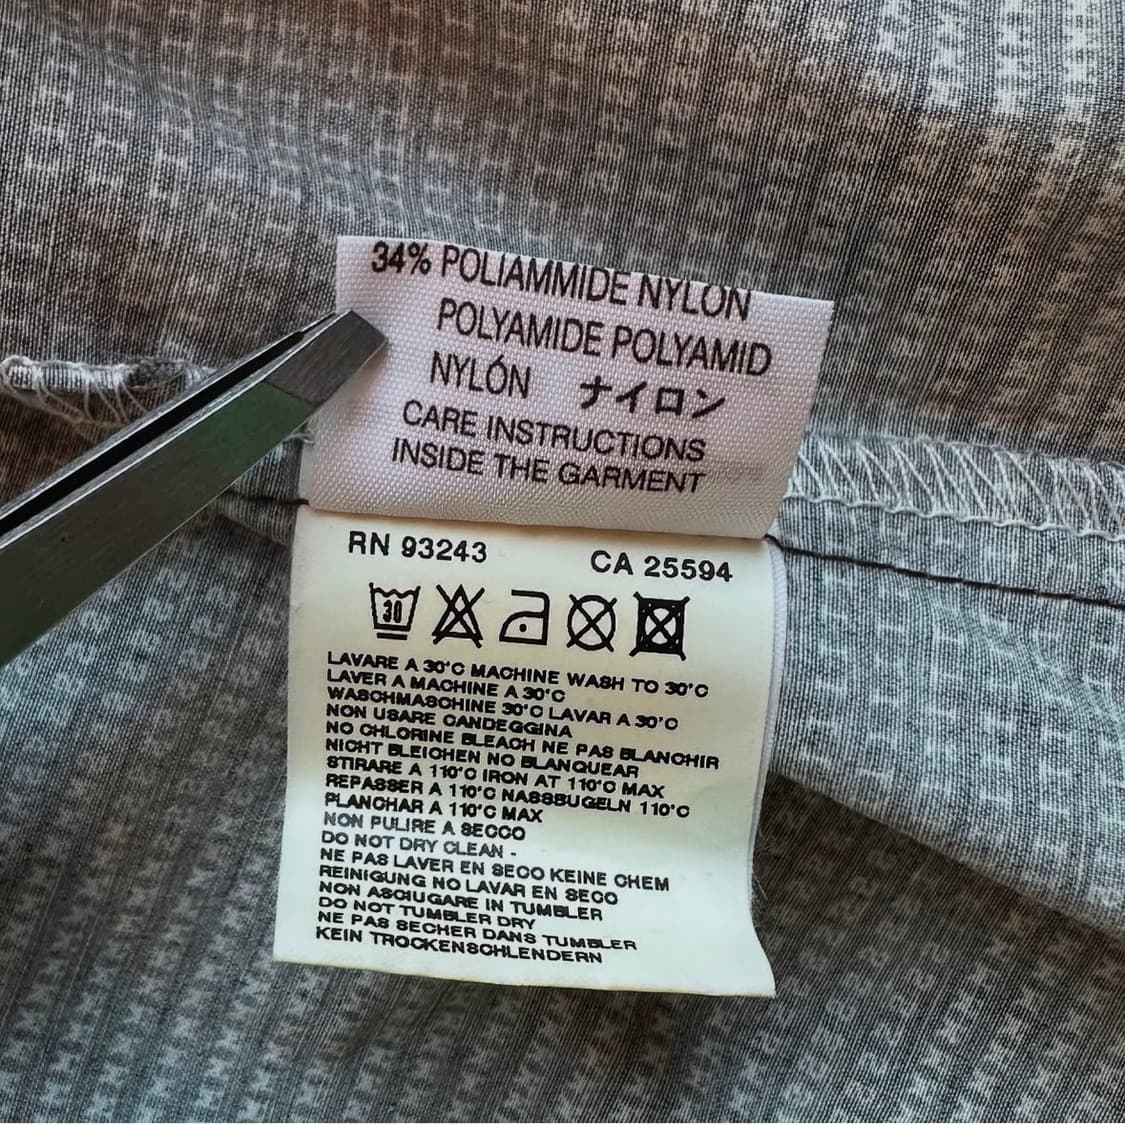 34% POLIAMMIDE NYLON
POLYAMIDE POLYAMID
NYLÓN ナイロン
CARE INSTRUCTIONS
INSIDE THE GARMENT
RN 93243 CA 25594
30
LAVARE A 30°C MACHINE WASH TO 30°C
LAVER A MACHINE A 30°C
WASCHMASCHINE 30°C LAVAR A 30°C
NON USARE CANDEGGINA
NO CHLORINE BLEACH NE PAS BLANCHIR
NICHT BLEICHEN NO BLANQUEAR
STIRARE A 110°C IRON AT 110°C MAX
REPASSER A 110°C NASSBUGELN 110°C
PLANCHAR A 110°C MAX
NON PULIRE A SECCO
DO NOT DRY CLEAN -
NE PAS LAVER EN SECO KEINE CHEM
REINIGUNG NO LAVAR EN SECO
NON ASCIUGARE IN TUMBLER
DO NOT TUMBLER DRY
NE PAS SECHER DANS TUMBLER
KEIN TROCKENSCHLENDERN